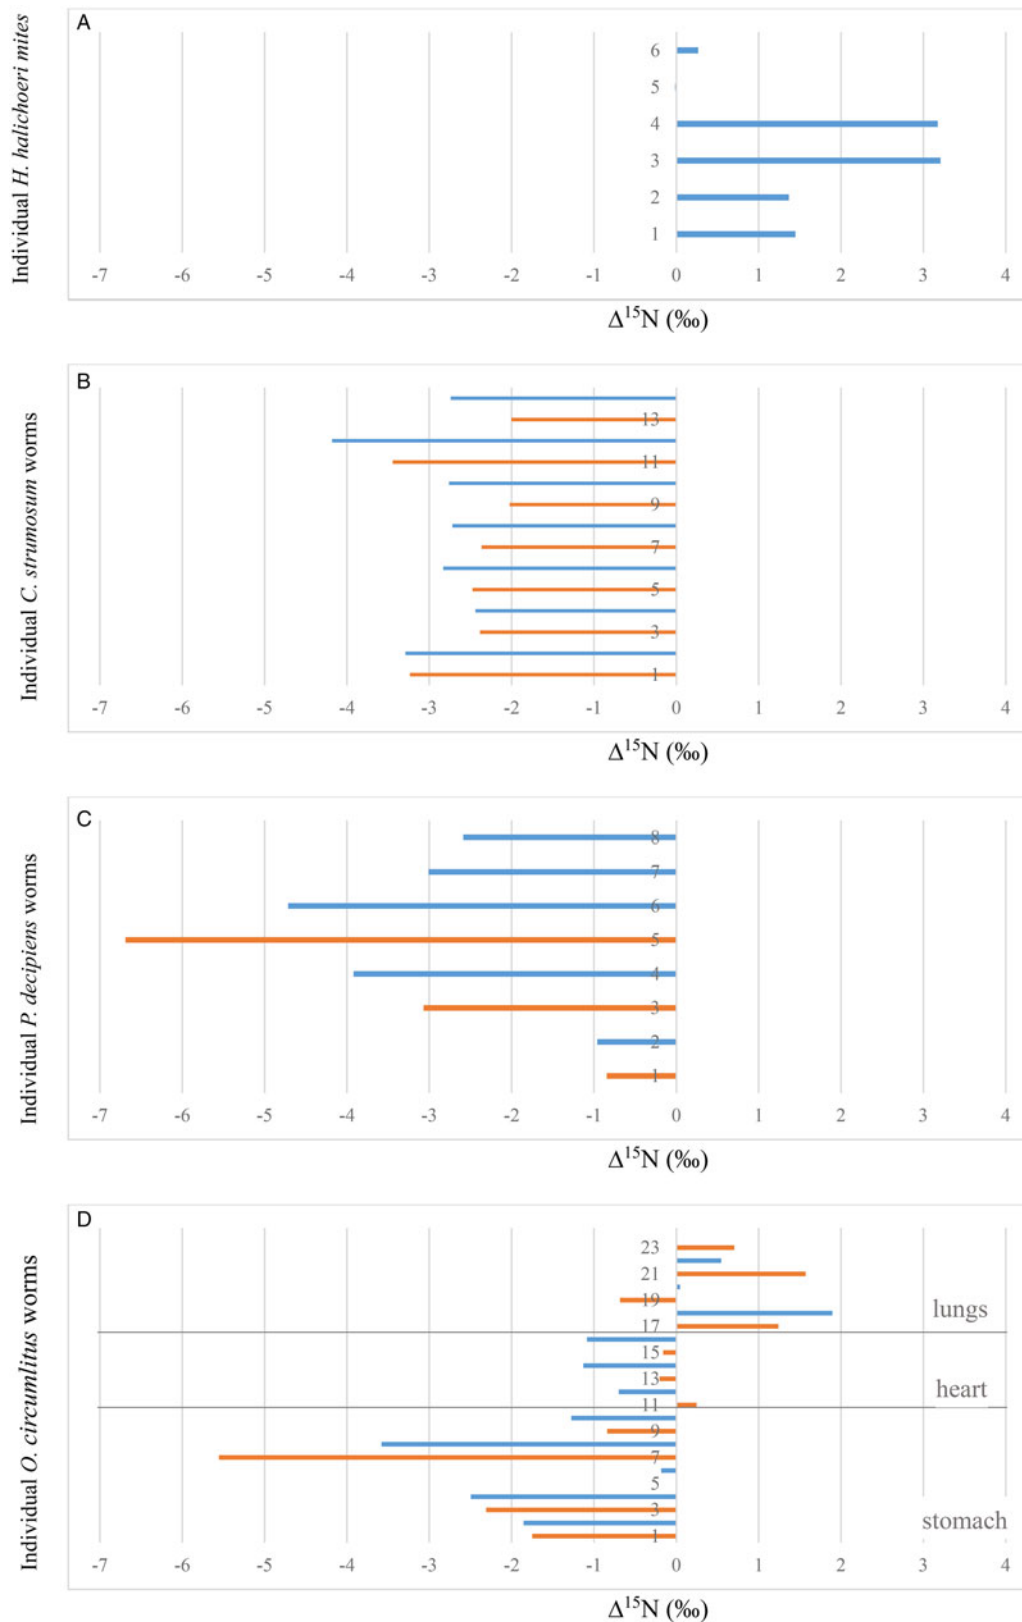 A
Individual H. halichoeri mites
6
5
4
3
2
1
-7 -6 -5 -4 -3 -2 -1 0 1 2 3 4
Δ¹⁵N (‰)
B
Individual C. strumosum worms
13
11
9
7
5
3
1
-7 -6 -5 -4 -3 -2 -1 0 1 2 3 4
Δ¹⁵N (‰)
C
Individual P. decipiens worms
8
7
6
5
4
3
2
1
-7 -6 -5 -4 -3 -2 -1 0 1 2 3 4
Δ¹⁵N (‰)
D
Individual O. circumlitus worms
23
21
19
lungs
17
15
13
heart
11
9
7
5
3
stomach
1
-7 -6 -5 -4 -3 -2 -1 0 1 2 3 4
Δ¹⁵N (‰)